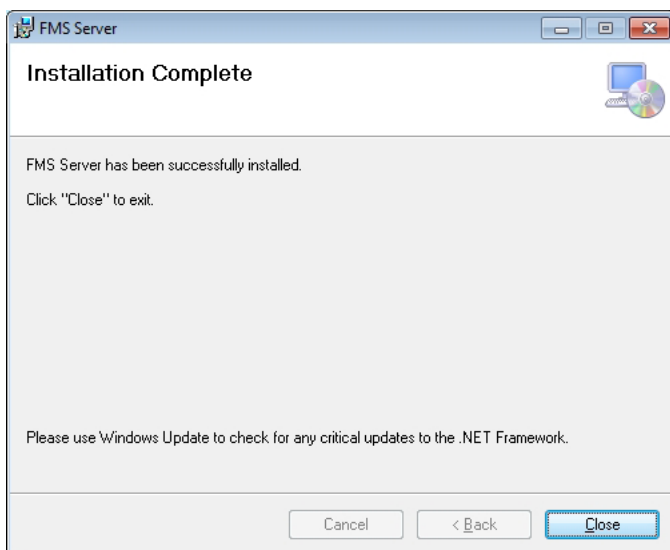 FMS Server
Installation Complete
FMS Server has been successfully installed.
Click "Close" to exit.
Please use Windows Update to check for any critical updates to the .NET Framework.
Cancel
< Back
Close